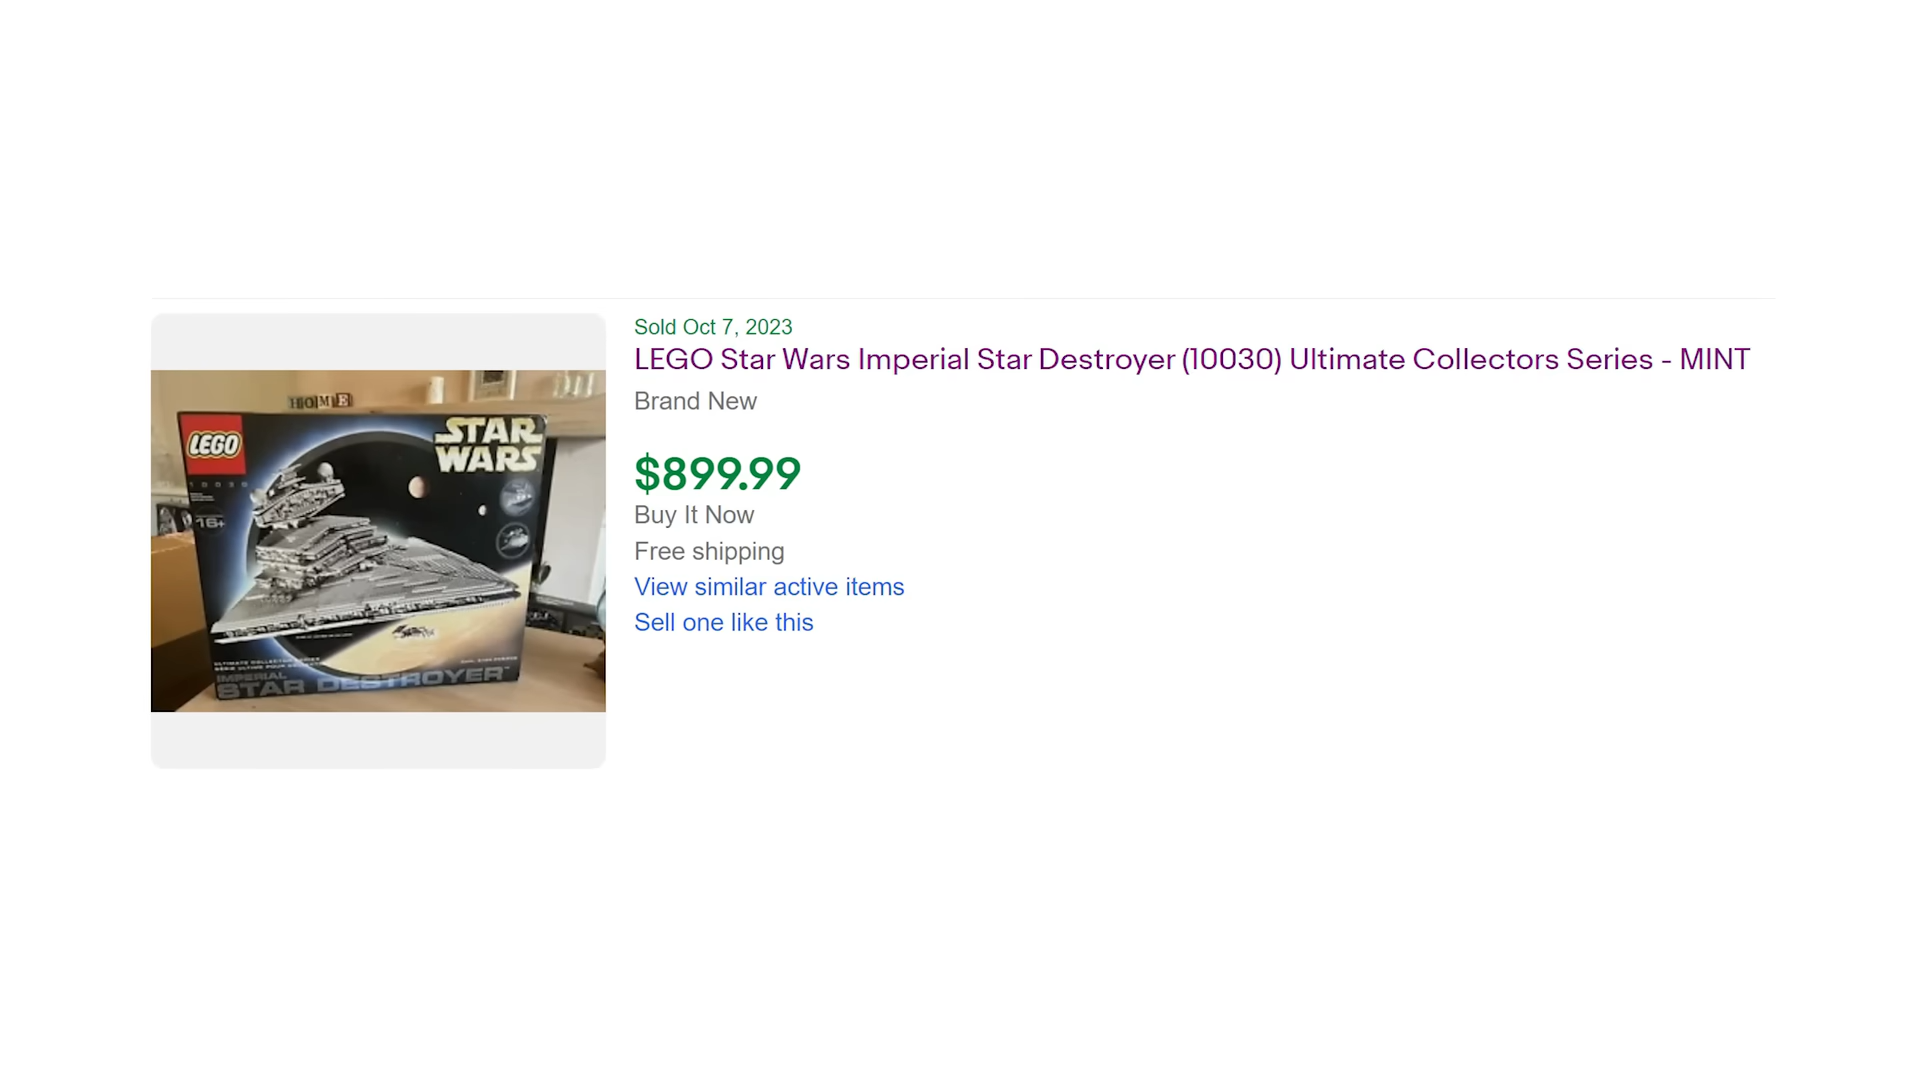 Sold Oct 7, 2023
LEGO Star Wars Imperial Star Destroyer (10030) Ultimate Collectors Series - MINT
Brand New
$899.99
Buy It Now
Free shipping
View similar active items
Sell one like this
HOME
LEGO
STAR
WARS
10030
16+
IMPERIAL
STAR DESTROYER™